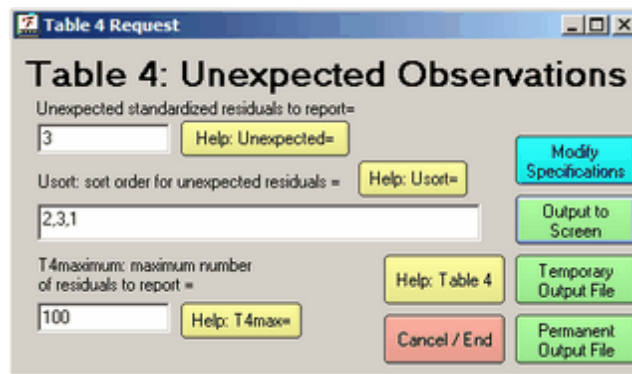 Table 4 Request
Table 4: Unexpected Observations
Unexpected standardized residuals to report=
3
Help: Unexpected=
Modify
Specifications
Usort: sort order for unexpected residuals =
Help: Usort=
2,3,1
Output to
Screen
T4maximum: maximum number
of residuals to report =
Help: Table 4
Temporary
Output File
100
Help: T4max=
Cancel / End
Permanent
Output File